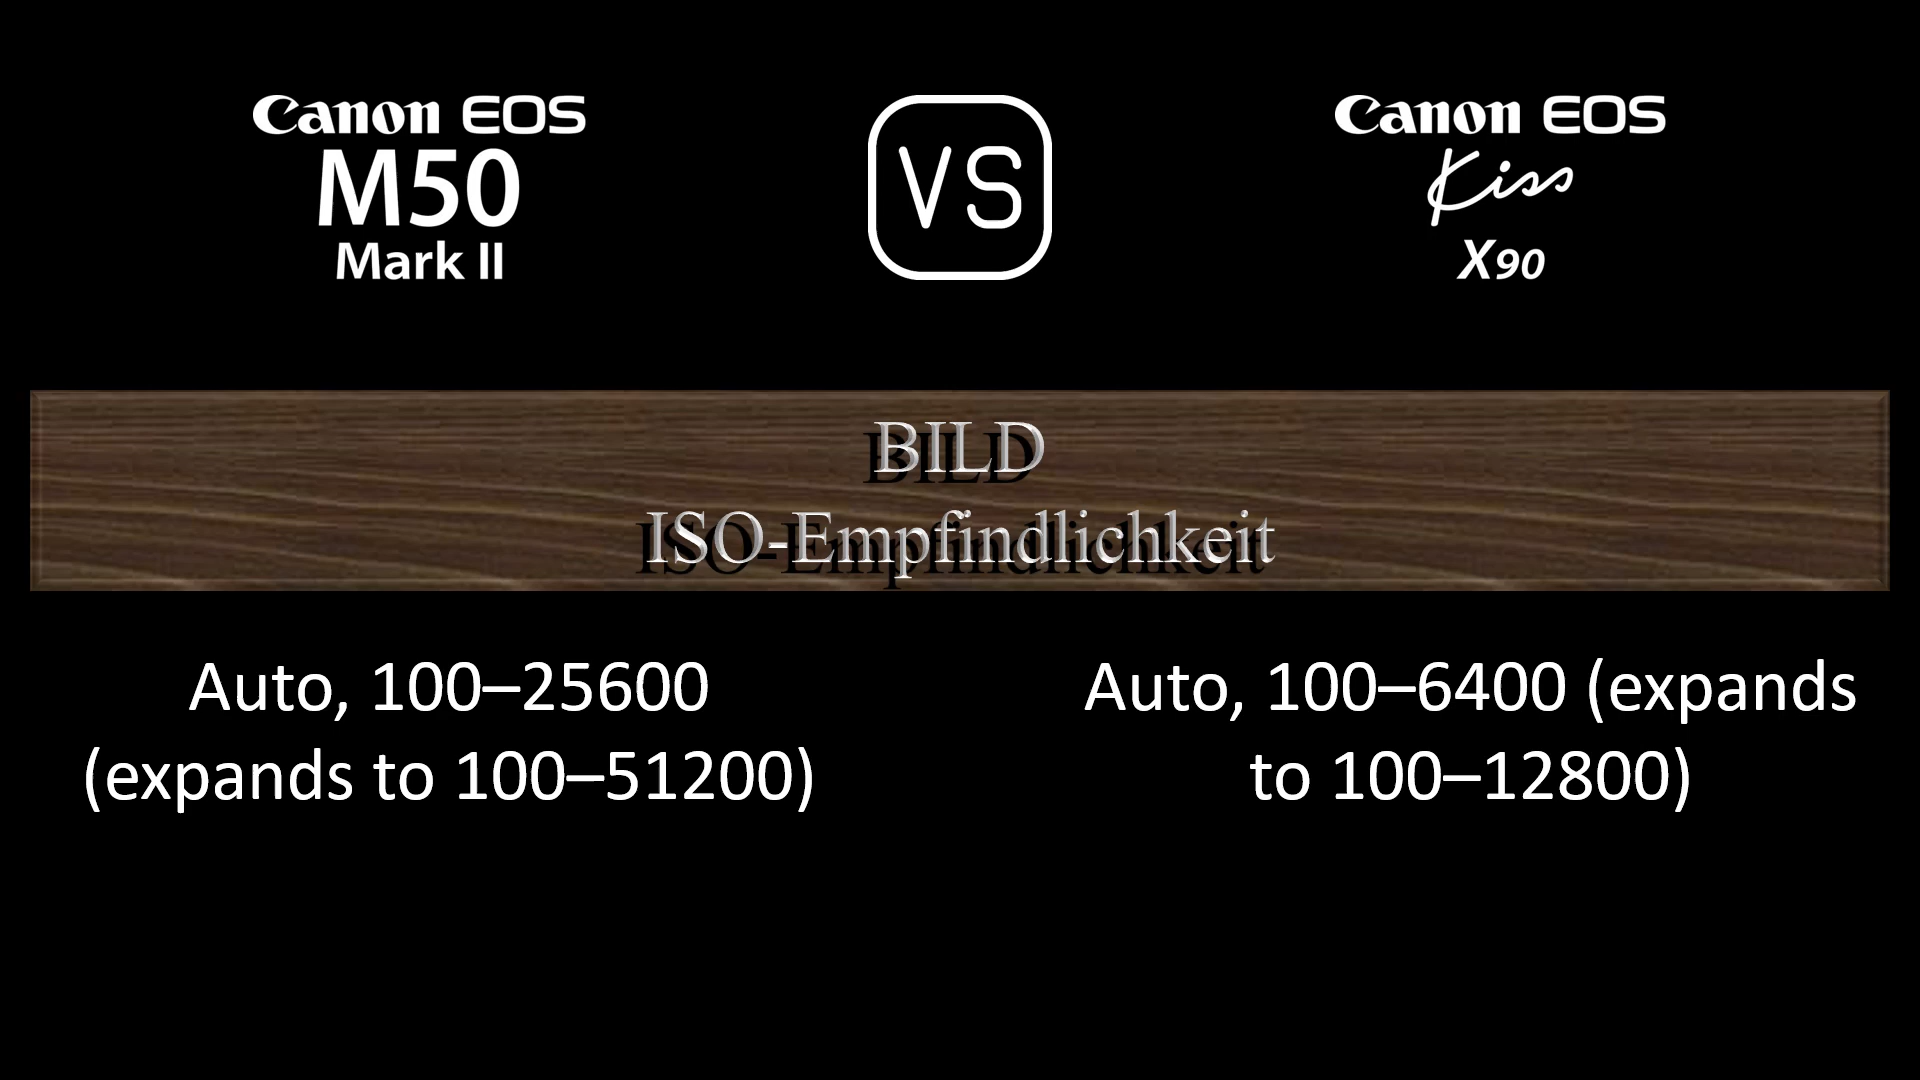 Canon EOS
M50
Mark II
VS
Canon EOS
Kiss
X90
BILD
ISO-Empfindlichkeit
Auto, 100–25600
(expands to 100–51200)
Auto, 100–6400 (expands
to 100–12800)